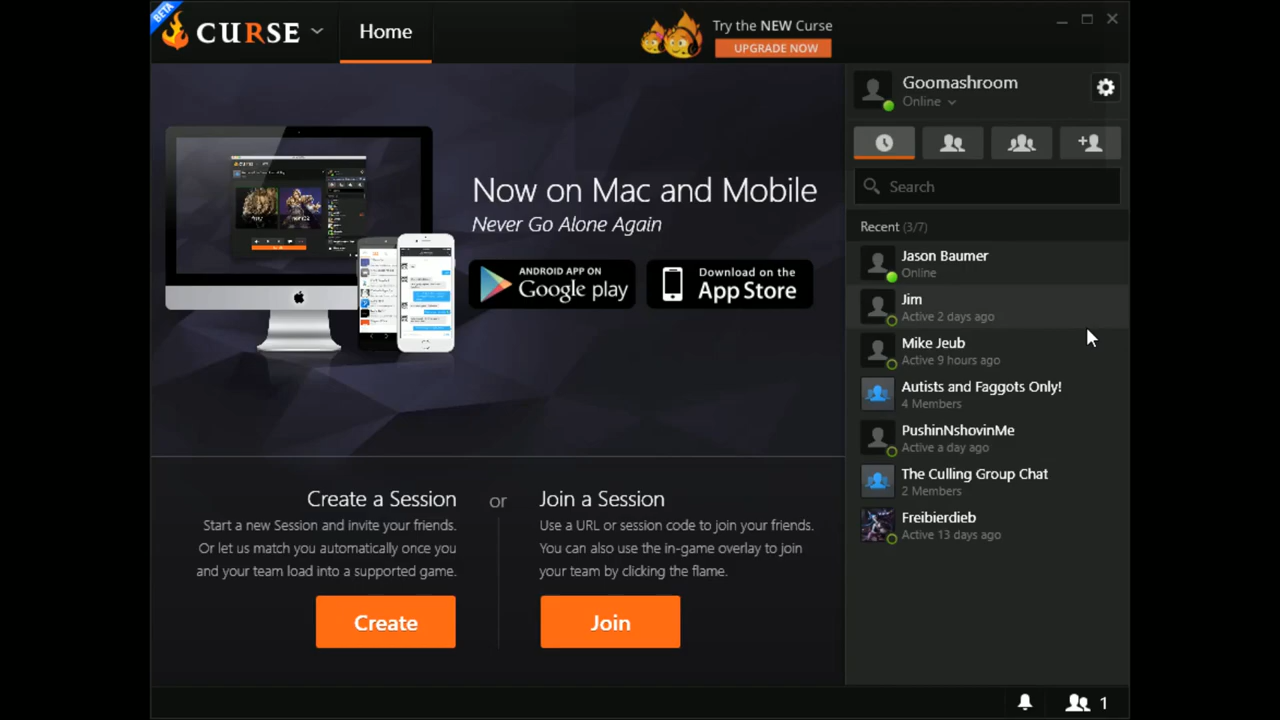 BETA
CURSE
Home
Try the NEW Curse
UPGRADE NOW
Now on Mac and Mobile
Never Go Alone Again
ANDROID APP ON
Google play
Download on the
App Store
Create a Session
Start a new Session and invite your friends.
Or let us match you automatically once you
and your team load into a supported game.
Create
or
Join a Session
Use a URL or session code to join your friends.
You can also use the in-game overlay to join
your team by clicking the flame.
Join
Goomashroom
Online
Search
Recent (3/7)
Jason Baumer
Online
Jim
Active 2 days ago
Mike Jeub
Active 9 hours ago
Autists and Faggots Only!
4 Members
PushinNshovinMe
Active a day ago
The Culling Group Chat
2 Members
Freibierdieb
Active 13 days ago
1